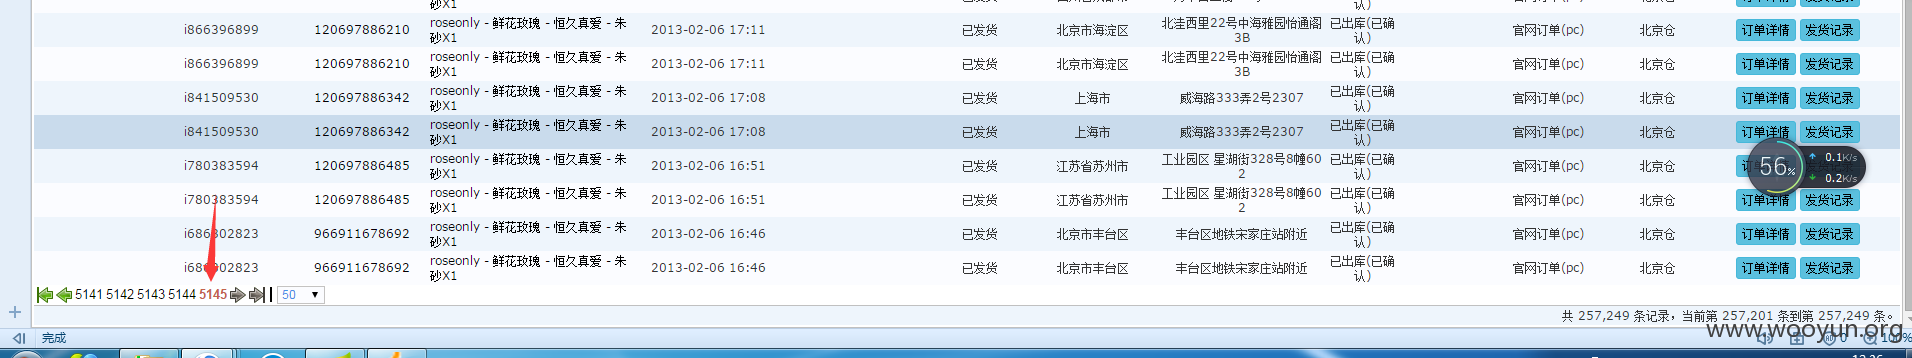 砂X1
认)
订单详情 发货记录
i866396899 120697886210 roseonly - 鲜花玫瑰 - 恒久真爱 - 朱砂X1 2013-02-06 17:11 已发货 北京市海淀区 北洼西里22号中海雅园怡通阁3B 已出库(已确认) 官网订单(pc) 北京仓 订单详情 发货记录
i866396899 120697886210 roseonly - 鲜花玫瑰 - 恒久真爱 - 朱砂X1 2013-02-06 17:11 已发货 北京市海淀区 北洼西里22号中海雅园怡通阁3B 已出库(已确认) 官网订单(pc) 北京仓 订单详情 发货记录
i841509530 120697886342 roseonly - 鲜花玫瑰 - 恒久真爱 - 朱砂X1 2013-02-06 17:08 已发货 上海市 威海路333弄2号2307 已出库(已确认) 官网订单(pc) 北京仓 订单详情 发货记录
i841509530 120697886342 roseonly - 鲜花玫瑰 - 恒久真爱 - 朱砂X1 2013-02-06 17:08 已发货 上海市 威海路333弄2号2307 已出库(已确认) 官网订单(pc) 北京仓 订单详情 发货记录
i780383594 120697886485 roseonly - 鲜花玫瑰 - 恒久真爱 - 朱砂X1 2013-02-06 16:51 已发货 江苏省苏州市 工业园区 星湖街328号8幢602 已出库(已确认) 官网订单(pc) 北京仓
56% 0.1K/s
0.2K/s
i780383594 120697886485 roseonly - 鲜花玫瑰 - 恒久真爱 - 朱砂X1 2013-02-06 16:51 已发货 江苏省苏州市 工业园区 星湖街328号8幢602 已出库(已确认) 官网订单(pc) 北京仓 订单详情 发货记录
i686802823 966911678692 roseonly - 鲜花玫瑰 - 恒久真爱 - 朱砂X1 2013-02-06 16:46 已发货 北京市丰台区 丰台区地铁宋家庄站附近 已出库(已确认) 官网订单(pc) 北京仓 订单详情 发货记录
i686802823 966911678692 roseonly - 鲜花玫瑰 - 恒久真爱 - 朱砂X1 2013-02-06 16:46 已发货 北京市丰台区 丰台区地铁宋家庄站附近 已出库(已确认) 官网订单(pc) 北京仓 订单详情 发货记录
5141 5142 5143 5144 5145 50
共 257,249 条记录，当前第 257,201 条到第 257,249 条。
完成
www.wooyun.org
0 100%